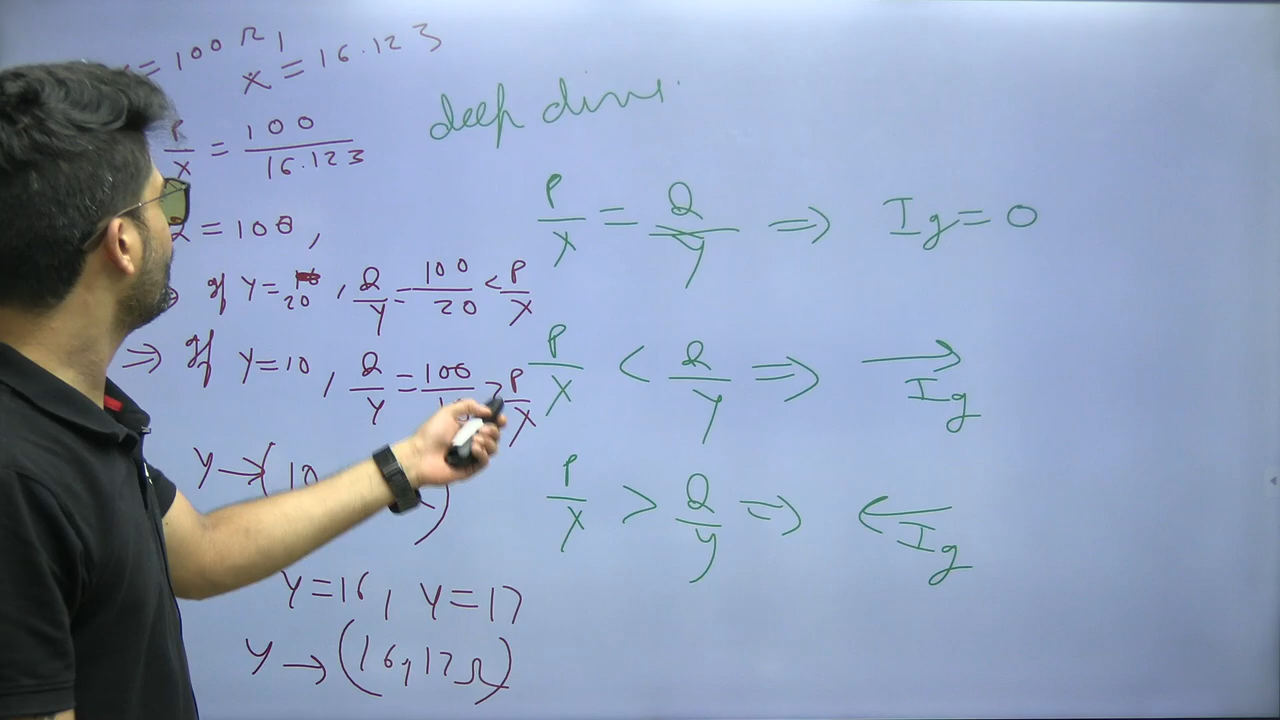 =100 Ω,
x = 16.123
P/X = 100/16.123
Q = 100,
If Y = 20, Q/Y = 100/20 < P/X
⇒ If Y = 10, Q/Y = 100/10 > P/X
Y → (10
Y = 16, Y = 17
Y → (16, 17 Ω)
deep dive.
P/X = Q/Y ⇒ Ig = 0
P/X < Q/Y ⇒ → Ig
P/X > Q/Y ⇒ ← Ig